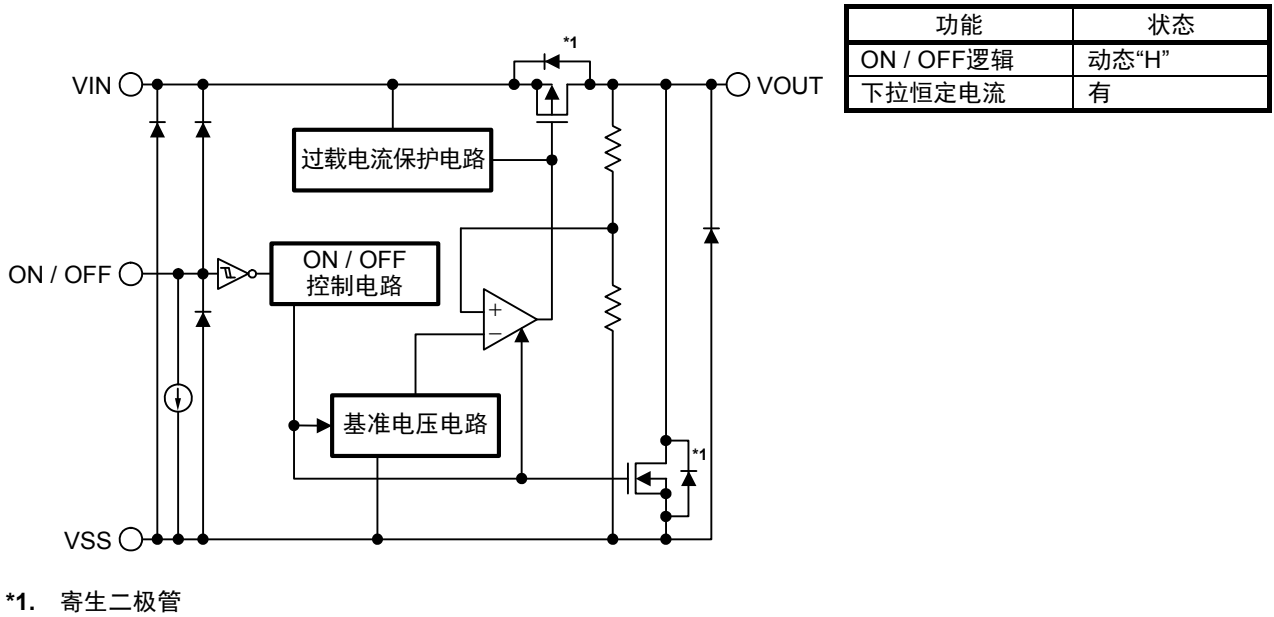 *1
VIN
VOUT
过载电流保护电路
ON / OFF
ON / OFF
控制电路
+
−
基准电压电路
*1
VSS
*1. 寄生二极管
功能 状态
ON / OFF逻辑 动态“H”
下拉恒定电流 有